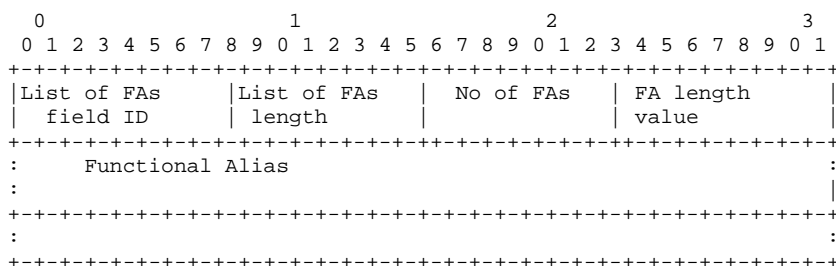 0 1 2 3
0 1 2 3 4 5 6 7 8 9 0 1 2 3 4 5 6 7 8 9 0 1 2 3 4 5 6 7 8 9 0 1
+-+-+-+-+-+-+-+-+-+-+-+-+-+-+-+-++-+-+-+-+-+-+-++-+-+-+-+-+-+-+-+
|List of FAs |List of FAs | No of FAs | FA length |
| field ID | length | | value |
+-+-+-+-+-+-+-+-+-+-+-+-+-+-+-+-++-+-+-+-+-+-+-++-+-+-+-+-+-+-+-+
: Functional Alias :
: |
+-+-+-+-+-+-+-+-+-+-+-+-+-+-+-+-+-+-+-+-+-+-+-+-++-+-+-+-+-+-+-+-+
: :
+-+-+-+-+-+-+-+-+-+-+-+-+-+-+-+-+-+-+-+-+-+-+-+-++-+-+-+-+-+-+-+-+